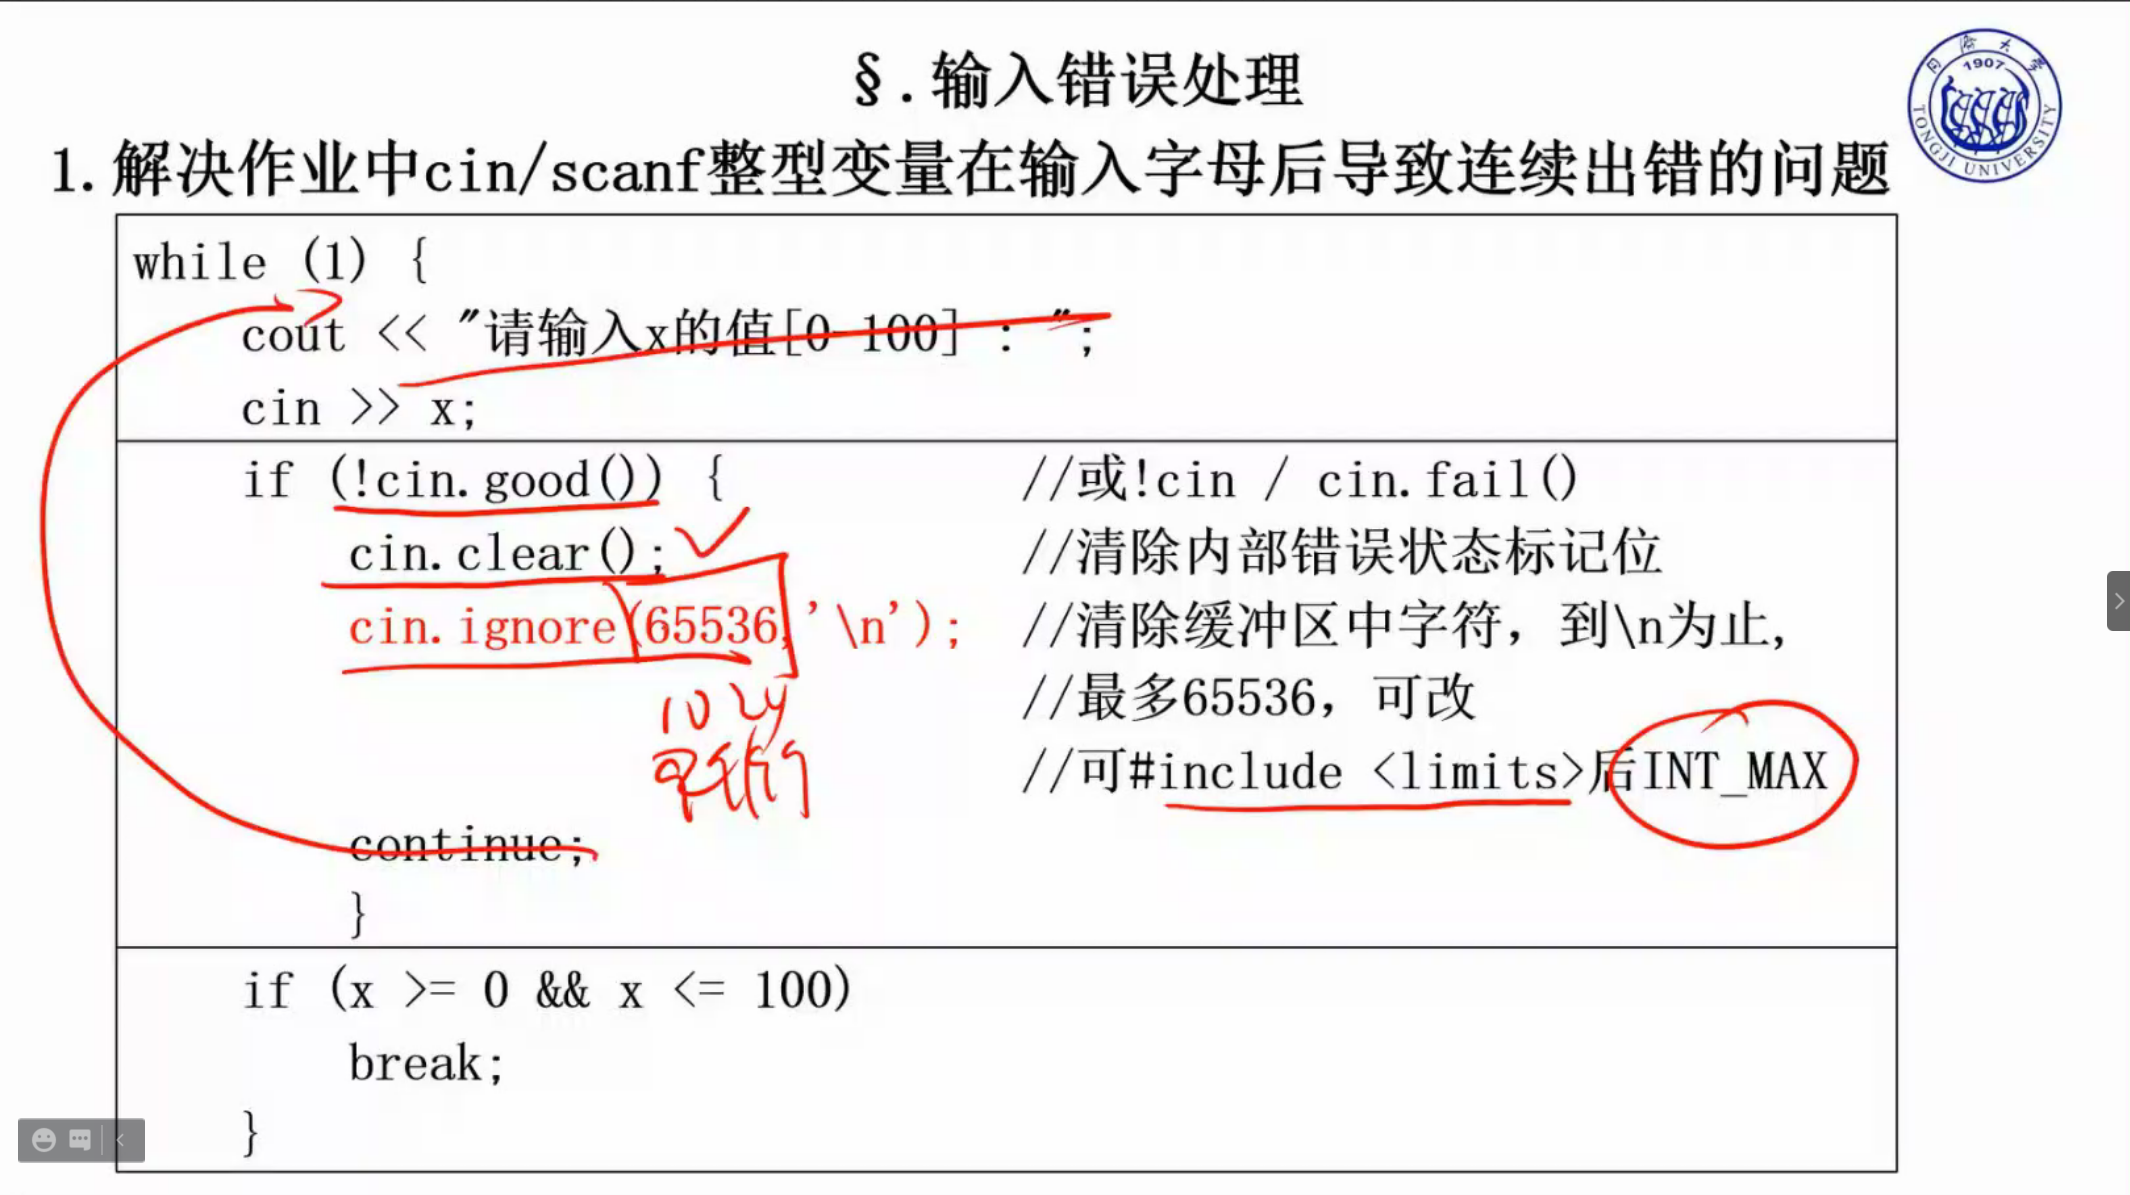 §.输入错误处理
同济大学
1907
TONGJI UNIVERSITY
1.解决作业中cin/scanf整型变量在输入字母后导致连续出错的问题
while (1) {
cout << "请输入x的值[0-100] : ";
cin >> x;
if (!cin.good()) { //或!cin / cin.fail()
cin.clear(); //清除内部错误状态标记位
cin.ignore(65536,'\n'); //清除缓冲区中字符，到\n为止,
1024
//最多65536，可改
//可#include <limits>后INT_MAX
continue;
}
if (x >= 0 && x <= 100)
break;
}